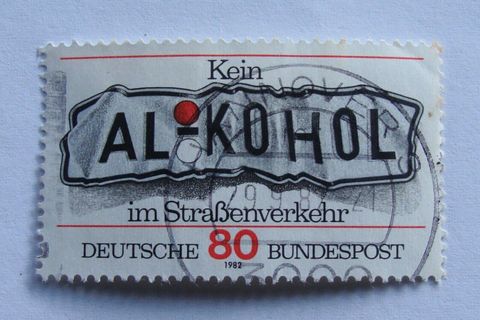 Kein
AL-KOHOL
im Straßenverkehr
DEUTSCHE 80 BUNDESPOST
1982